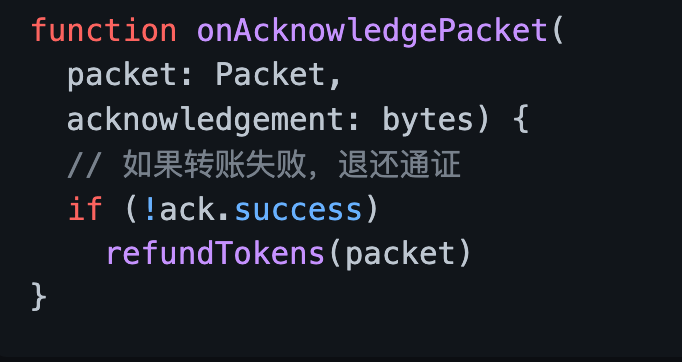 function onAcknowledgePacket(
packet: Packet,
acknowledgement: bytes) {
// 如果转账失败，退还通证
if (!ack.success)
refundTokens(packet)
}